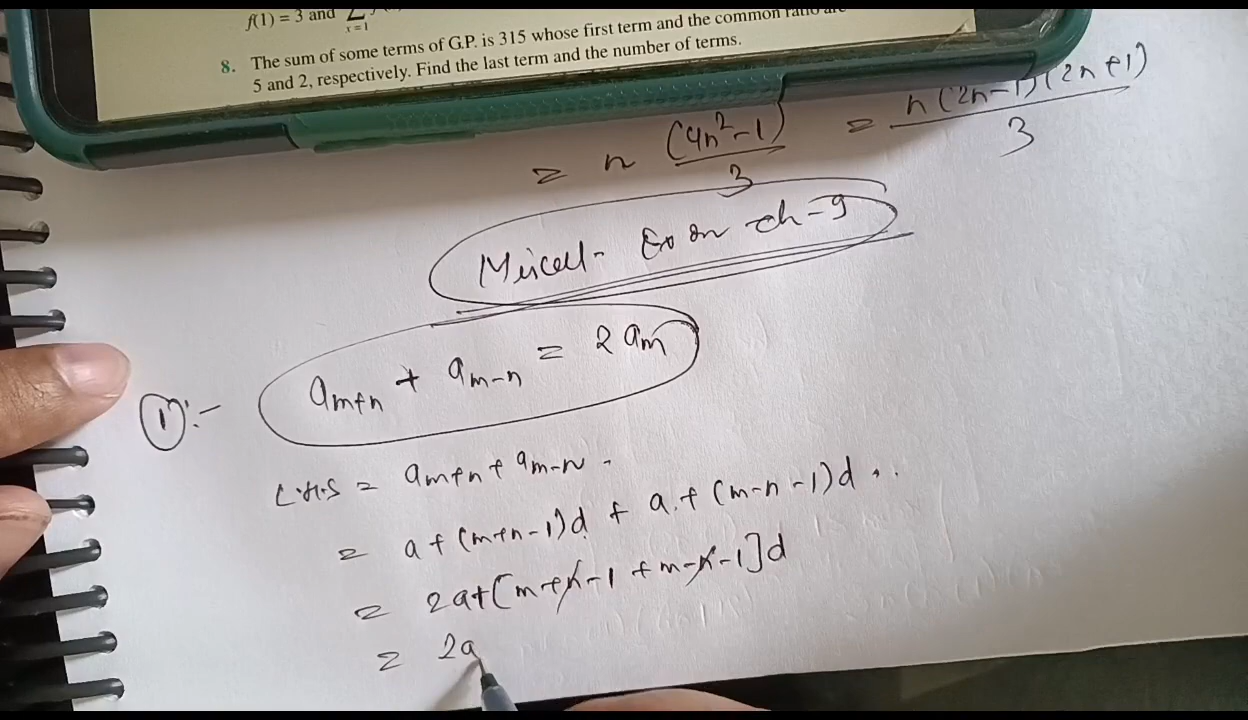 f(1) = 3 and
x=1
8. The sum of some terms of G.P. is 315 whose first term and the common ratio are
5 and 2, respectively. Find the last term and the number of terms.
= n (4n²-1)/3 = n(2n-1)(2n+1)/3
Miscell- Ex on ch-9
①:- a_{m+n} + a_{m-n} = 2a_m
L.H.S = a_{m+n} + a_{m-n} .
= a + (m+n-1)d + a + (m-n-1)d
= 2a + [m+n-1 + m-n-1]d
= 2a